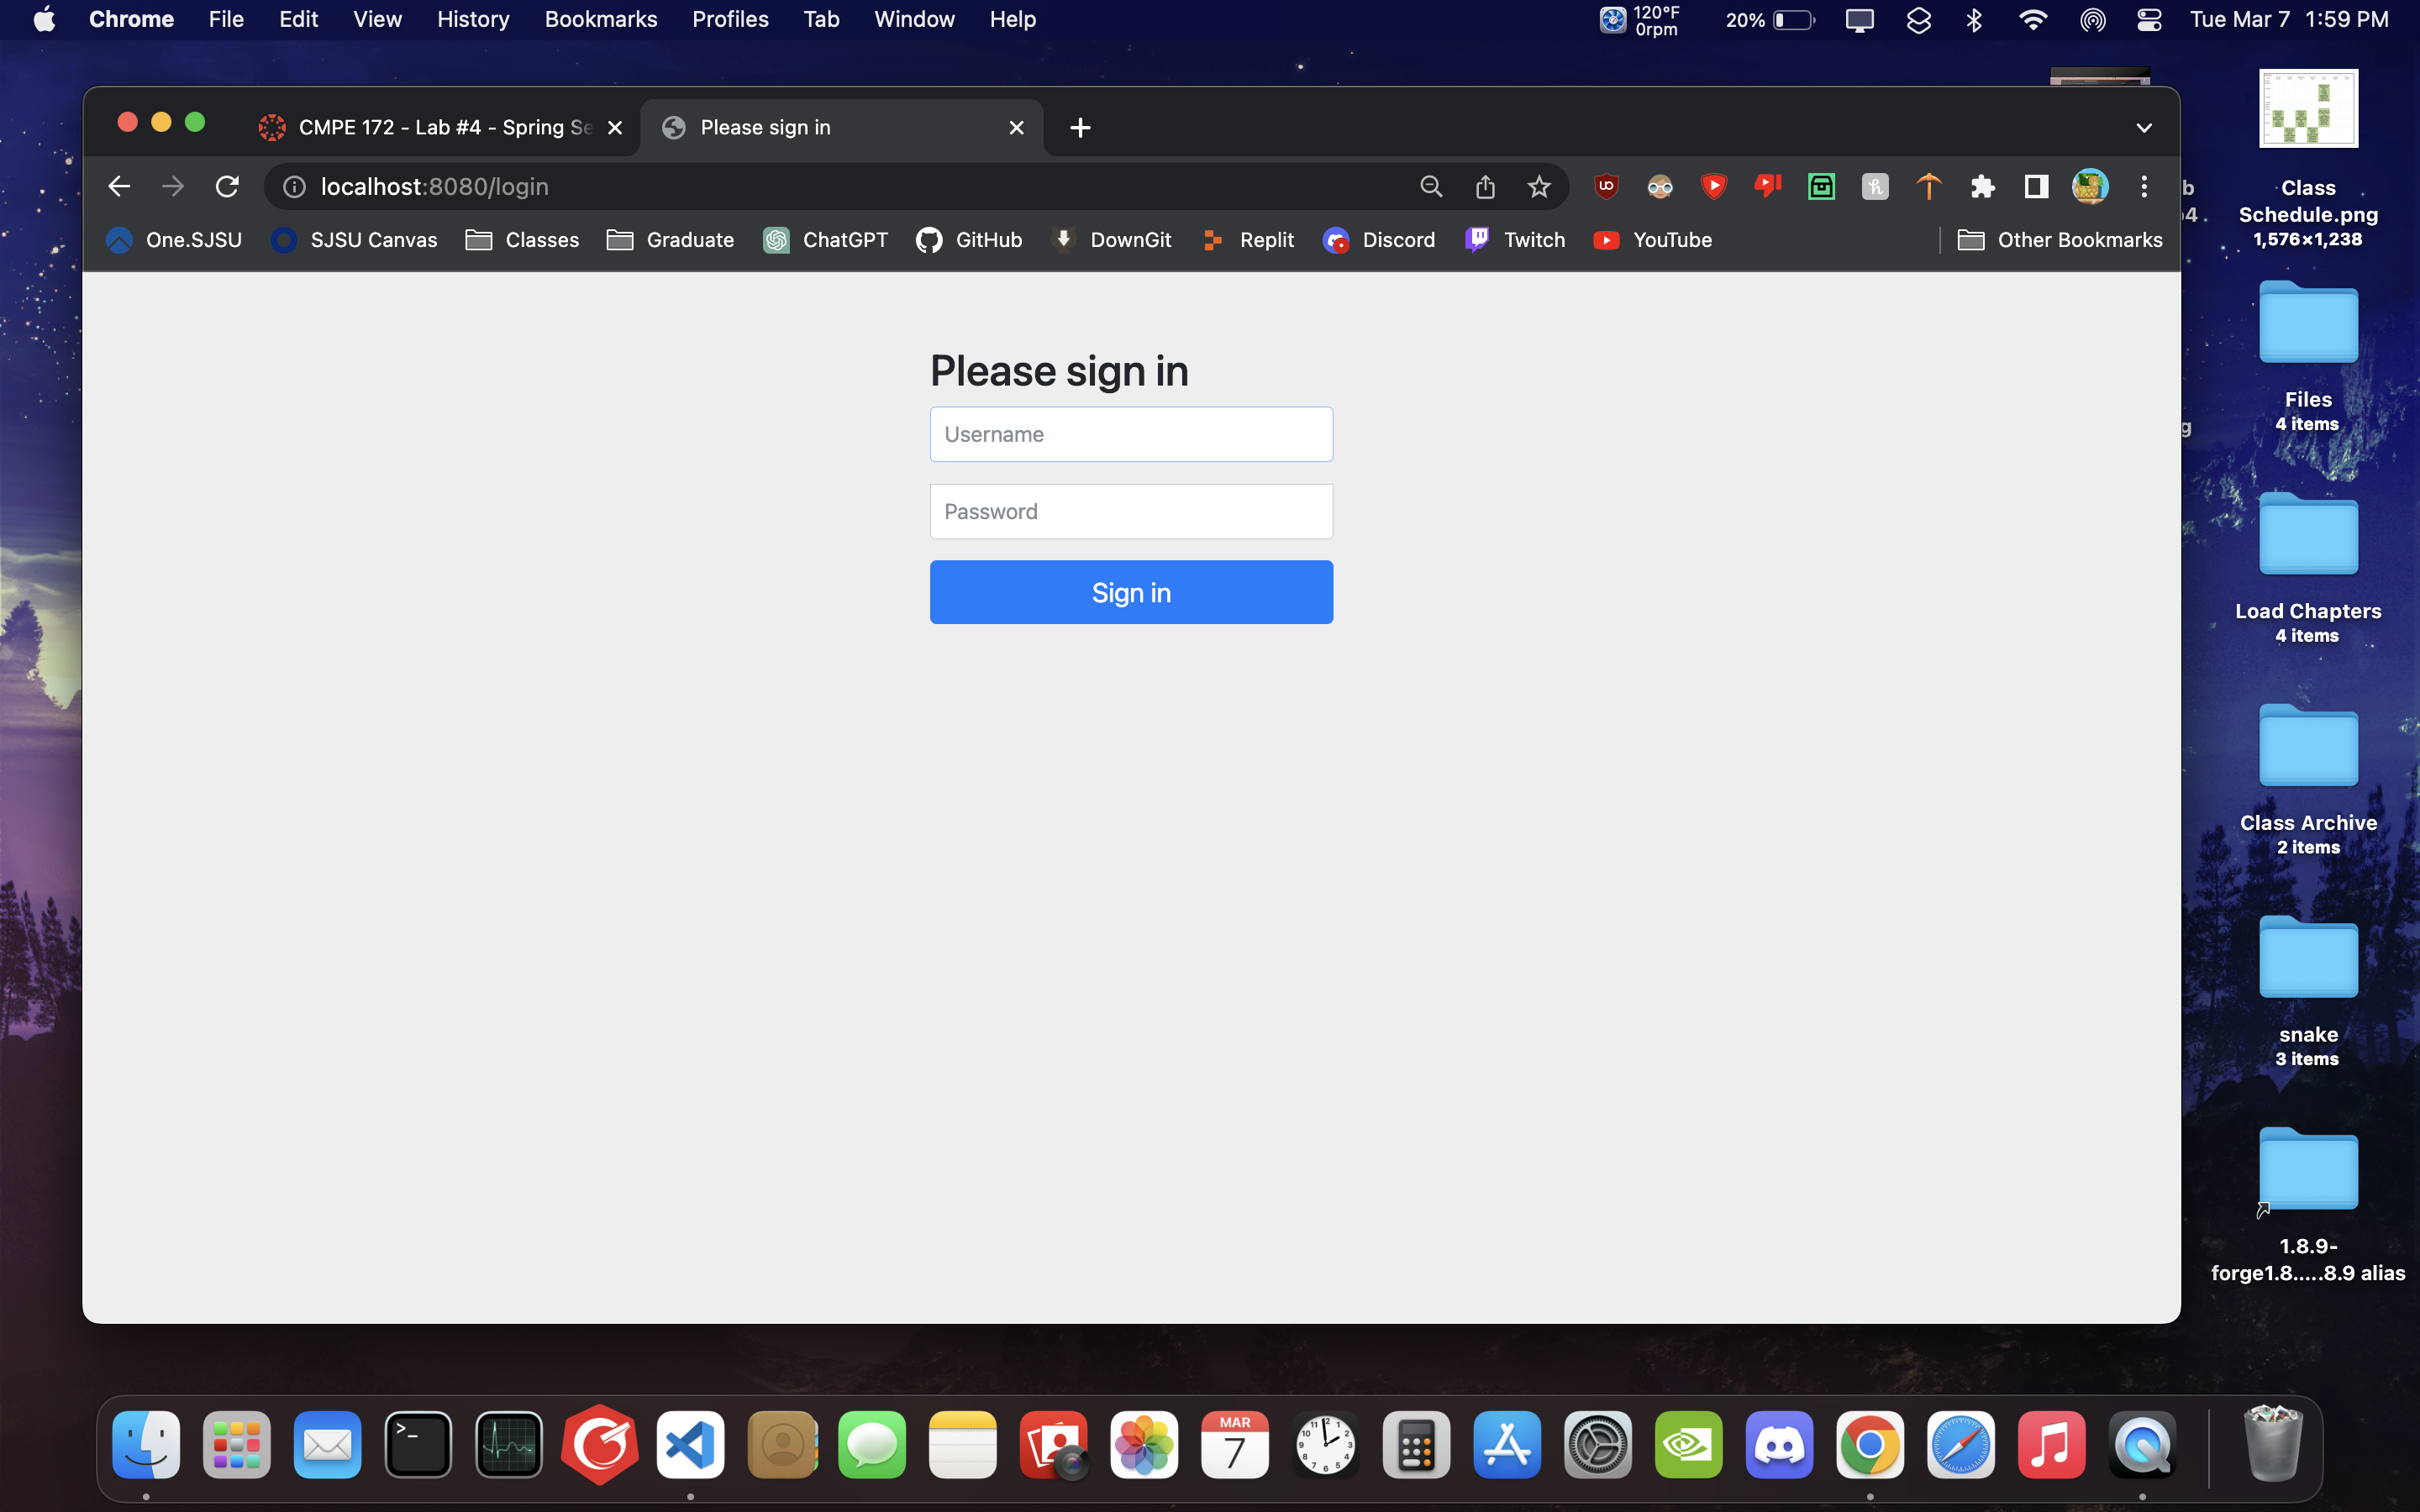 Chrome File Edit View History Bookmarks Profiles Tab Window Help
120°F
0rpm
20%
Tue Mar 7 1:59 PM
CMPE 172 - Lab #4 - Spring Se
Please sign in
localhost:8080/login
One.SJSU SJSU Canvas Classes Graduate ChatGPT GitHub DownGit Replit Discord Twitch YouTube Other Bookmarks
Please sign in
Username
Password
Sign in
Class
Schedule.png
1,576×1,238
Files
4 items
Load Chapters
4 items
Class Archive
2 items
snake
3 items
1.8.9-
forge1.8.....8.9 alias
MAR
7